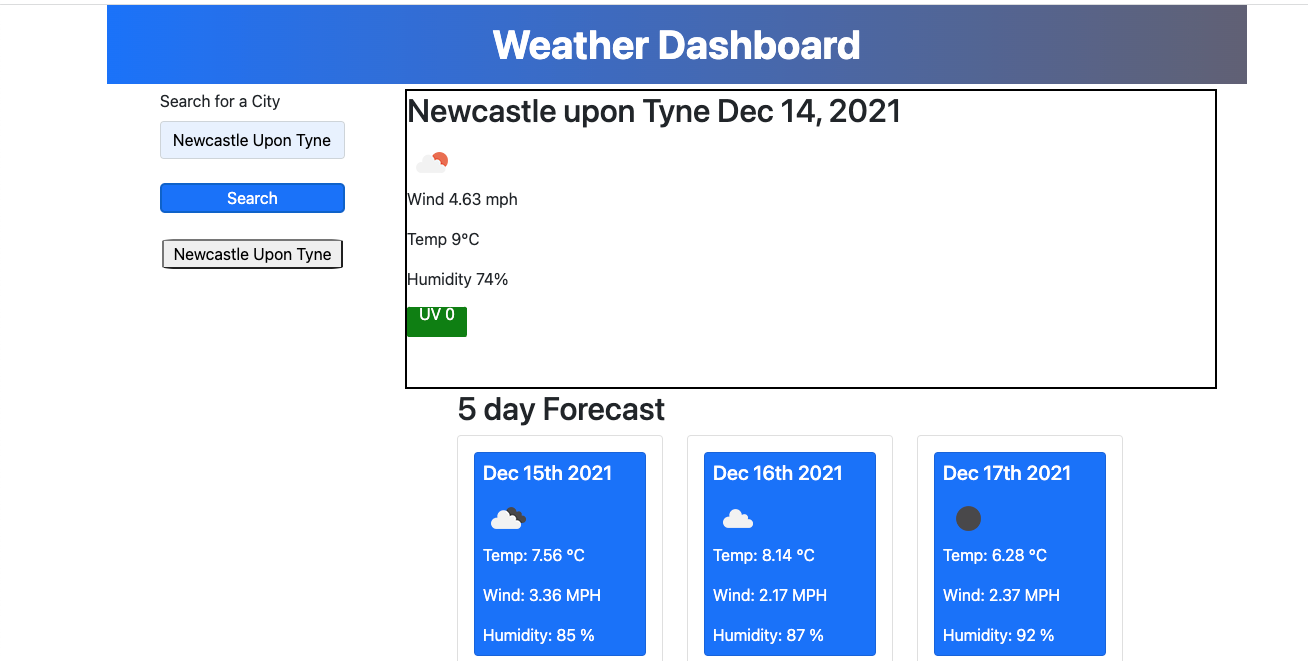 Weather Dashboard
Search for a City
Newcastle Upon Tyne
Search
Newcastle Upon Tyne
Newcastle upon Tyne Dec 14, 2021
Wind 4.63 mph
Temp 9°C
Humidity 74%
UV 0
5 day Forecast
Dec 15th 2021
Temp: 7.56 °C
Wind: 3.36 MPH
Humidity: 85 %
Dec 16th 2021
Temp: 8.14 °C
Wind: 2.17 MPH
Humidity: 87 %
Dec 17th 2021
Temp: 6.28 °C
Wind: 2.37 MPH
Humidity: 92 %